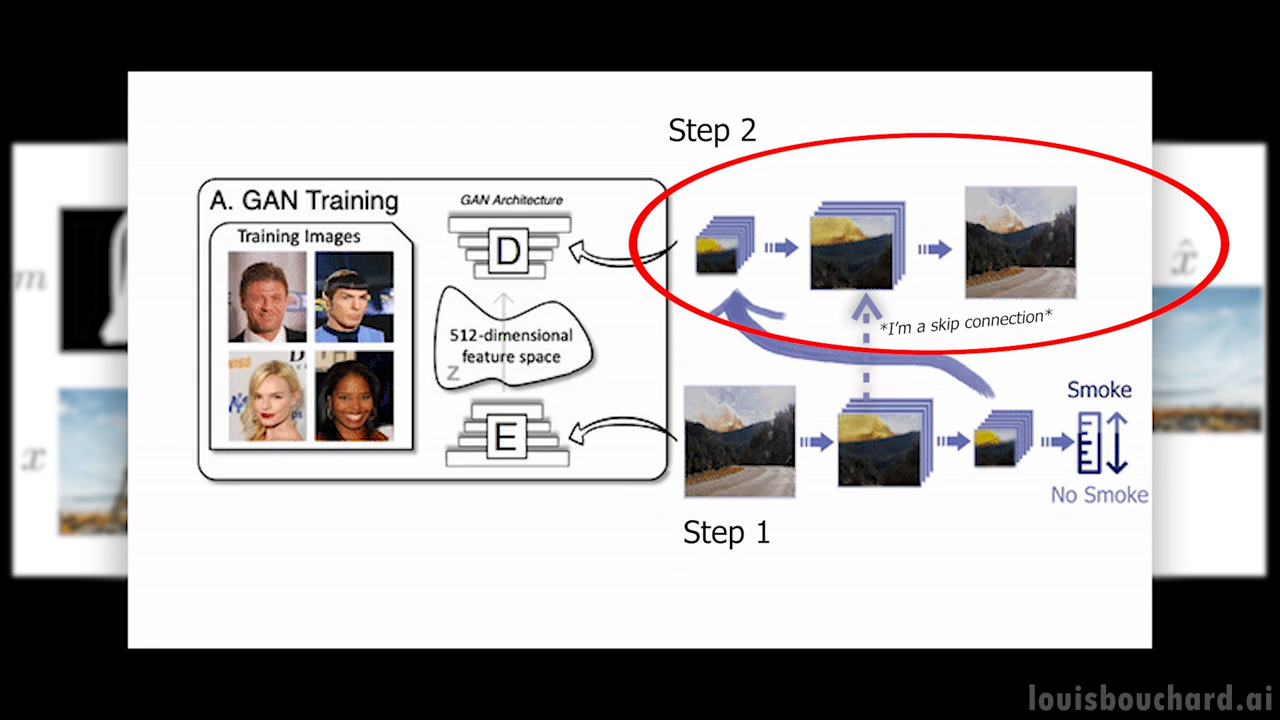 Step 2
A. GAN Training
Training Images
GAN Architecture
D
512-dimensional
feature space
z
E
*I'm a skip connection*
Smoke
No Smoke
Step 1
m
x
x̂
louisbouchard.ai